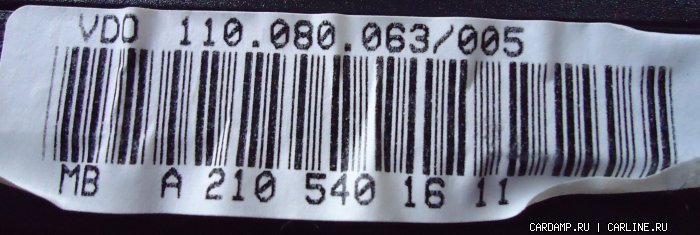 VDO 110.080.063/005
MB A 210 540 16 11
CARDAMP.RU | CARLINE.RU